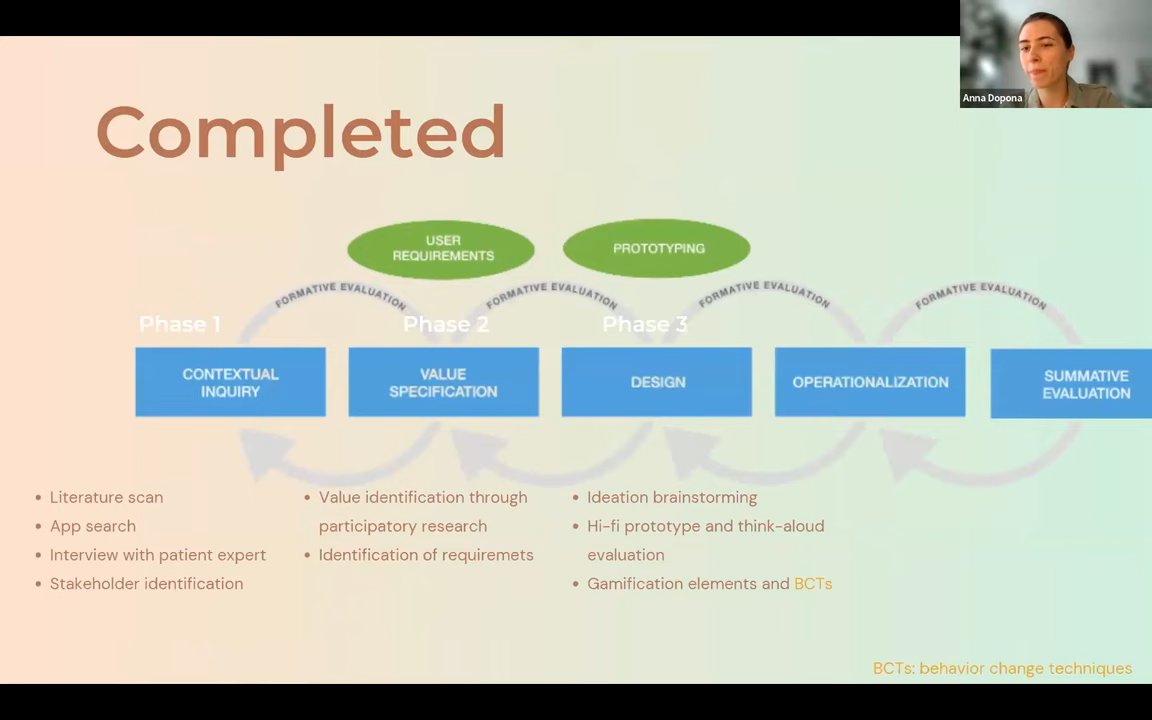 Anna Dopona
Completed
USER
REQUIREMENTS
PROTOTYPING
FORMATIVE EVALUATION
FORMATIVE EVALUATION
FORMATIVE EVALUATION
FORMATIVE EVALUATION
Phase 1
Phase 2
Phase 3
CONTEXTUAL
INQUIRY
VALUE
SPECIFICATION
DESIGN
OPERATIONALIZATION
SUMMATIVE
EVALUATION
• Literature scan
• App search
• Interview with patient expert
• Stakeholder identification
• Value identification through
participatory research
• Identification of requiremets
• Ideation brainstorming
• Hi-fi prototype and think-aloud
evaluation
• Gamification elements and BCTs
BCTs: behavior change techniques